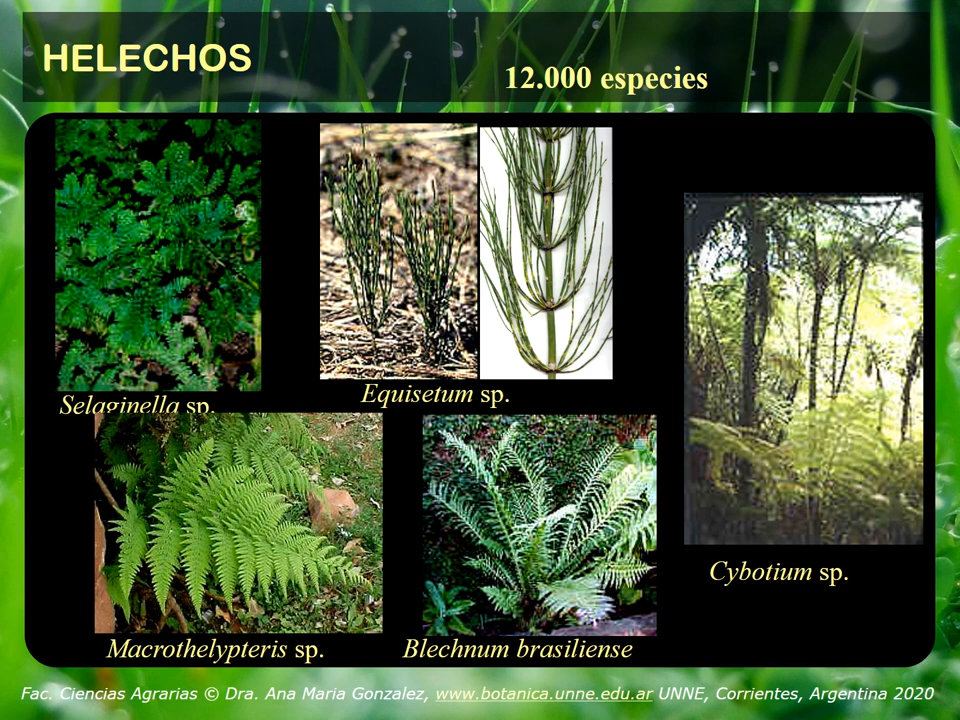 HELECHOS
12.000 especies
Selaginella sp.
Equisetum sp.
Cybotium sp.
Macrothelypteris sp.
Blechnum brasiliense
Fac. Ciencias Agrarias © Dra. Ana Maria Gonzalez, www.botanica.unne.edu.ar UNNE, Corrientes, Argentina 2020